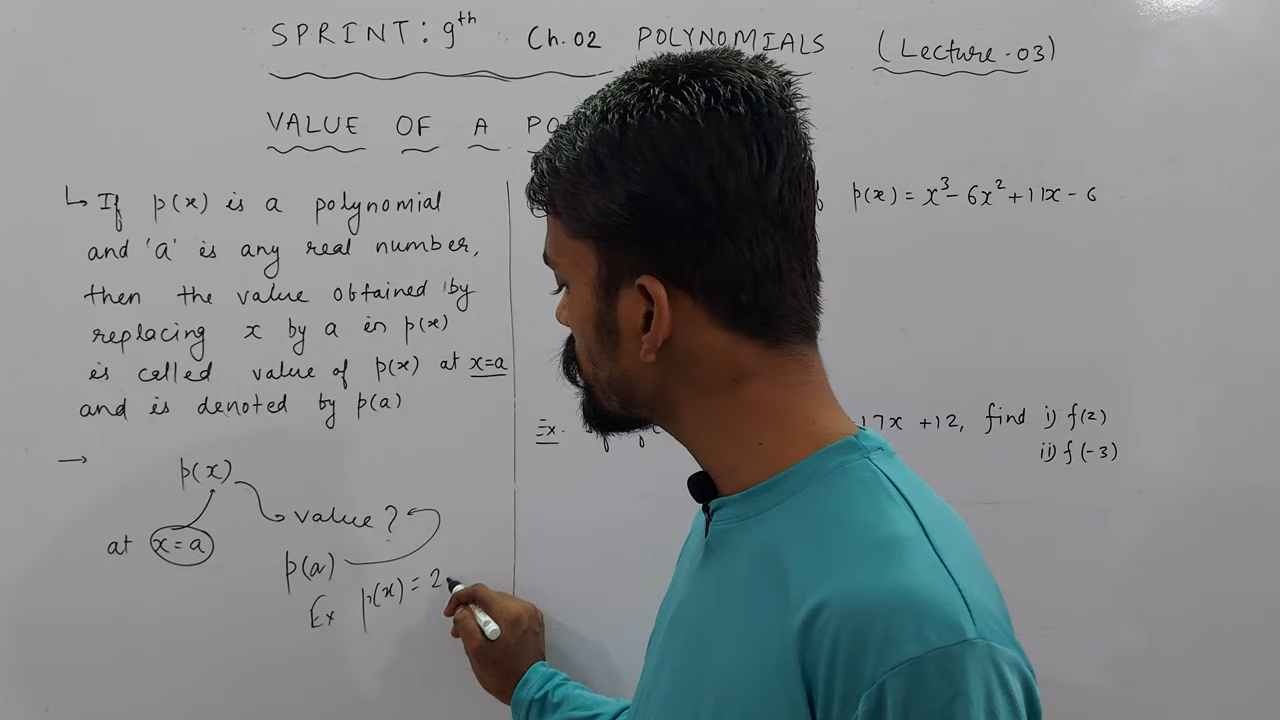 SPRINT: 9th Ch.02 POLYNOMIALS (Lecture-03)
VALUE OF A
↳ If p(x) is a polynomial
and 'a' is any real number,
then the value obtained by
replacing x by a in p(x)
is called value of p(x) at x=a
and is denoted by p(a)
→ p(x)
value ?
at x=a
p(a)
Ex p(x) = 2
p(x) = x³ - 6x² + 11x - 6
Ex. 17x + 12, find i) f(2)
ii) f(-3)